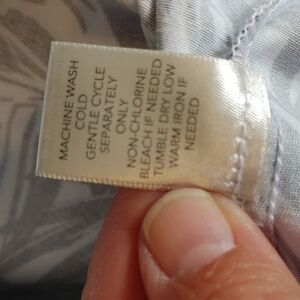 MACHINE WASH
COLD
GENTLE CYCLE
SEPARATELY
ONLY
NON-CHLORINE
BLEACH IF NEEDED
TUMBLE DRY LOW
WARM IRON IF
NEEDED